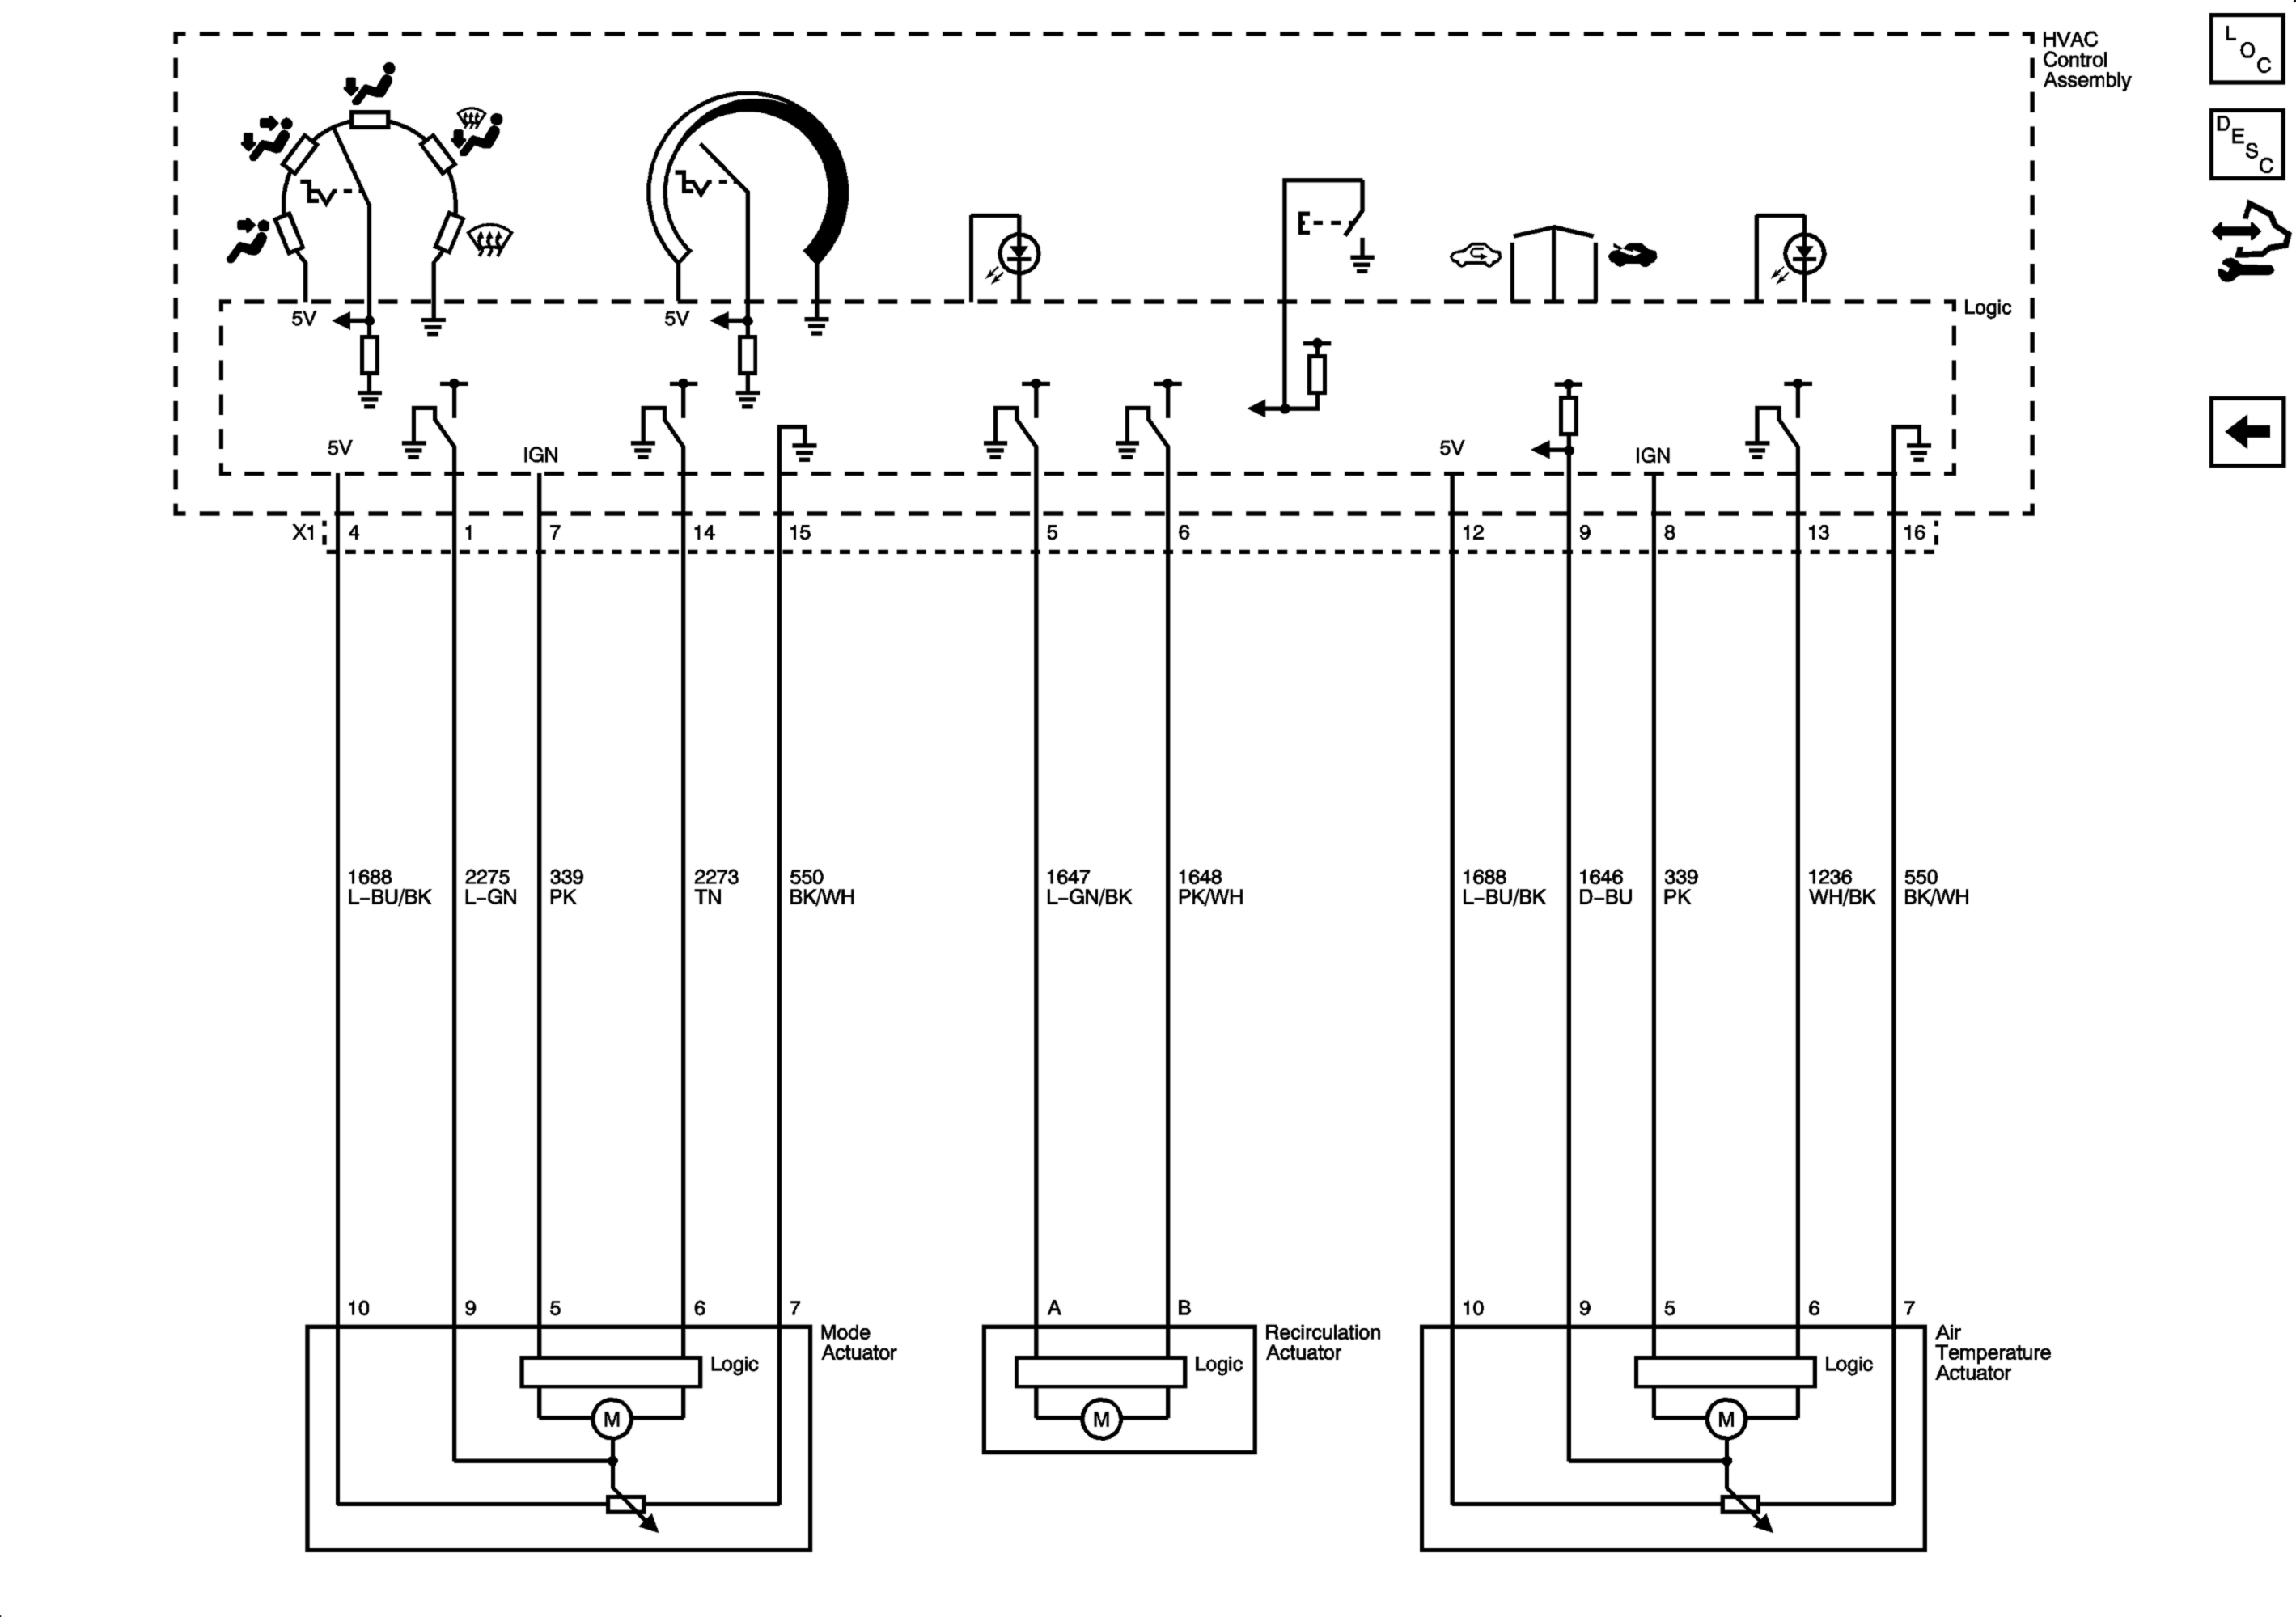 HVAC
Control
Assembly
L
O
C
D
E
S
C
5V
5V
Logic
5V
IGN
5V
IGN
X1 4 1 7 14 15 5 6 12 9 8 13 16
1688 2275 339 2273 550 1647 1648 1688 1646 339 1236 550
L-BU/BK L-GN PK TN BK/WH L-GN/BK PK/WH L-BU/BK D-BU PK WH/BK BK/WH
10 9 5 6 7 A B 10 9 5 6 7
Mode
Actuator
Logic
M
Recirculation
Actuator
Logic
M
Air
Temperature
Actuator
Logic
M